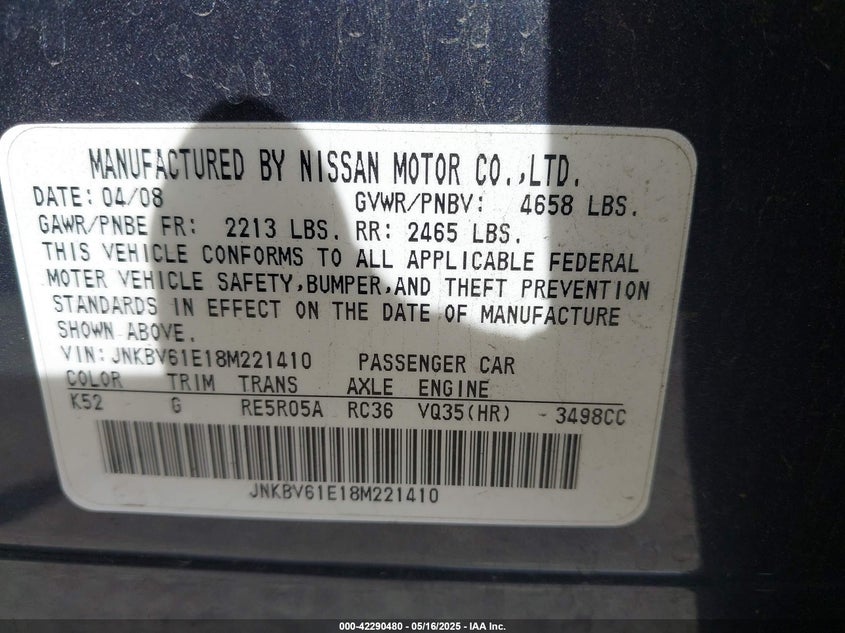 MANUFACTURED BY NISSAN MOTOR CO.,LTD.
DATE: 04/08 GVWR/PNBV: 4658 LBS.
GAWR/PNBE FR: 2213 LBS. RR: 2465 LBS.
THIS VEHICLE CONFORMS TO ALL APPLICABLE FEDERAL
MOTER VEHICLE SAFETY,BUMPER,AND THEFT PREVENTION
STANDARDS IN EFFECT ON THE DATE OF MANUFACTURE
SHOWN ABOVE.
VIN: JNKBV61E18M221410 PASSENGER CAR
COLOR TRIM TRANS AXLE ENGINE
K52 G RE5R05A RC36 VQ35(HR) 3498CC
JNKBV61E18M221410
000-42290480 - 05/16/2025 - IAA Inc.